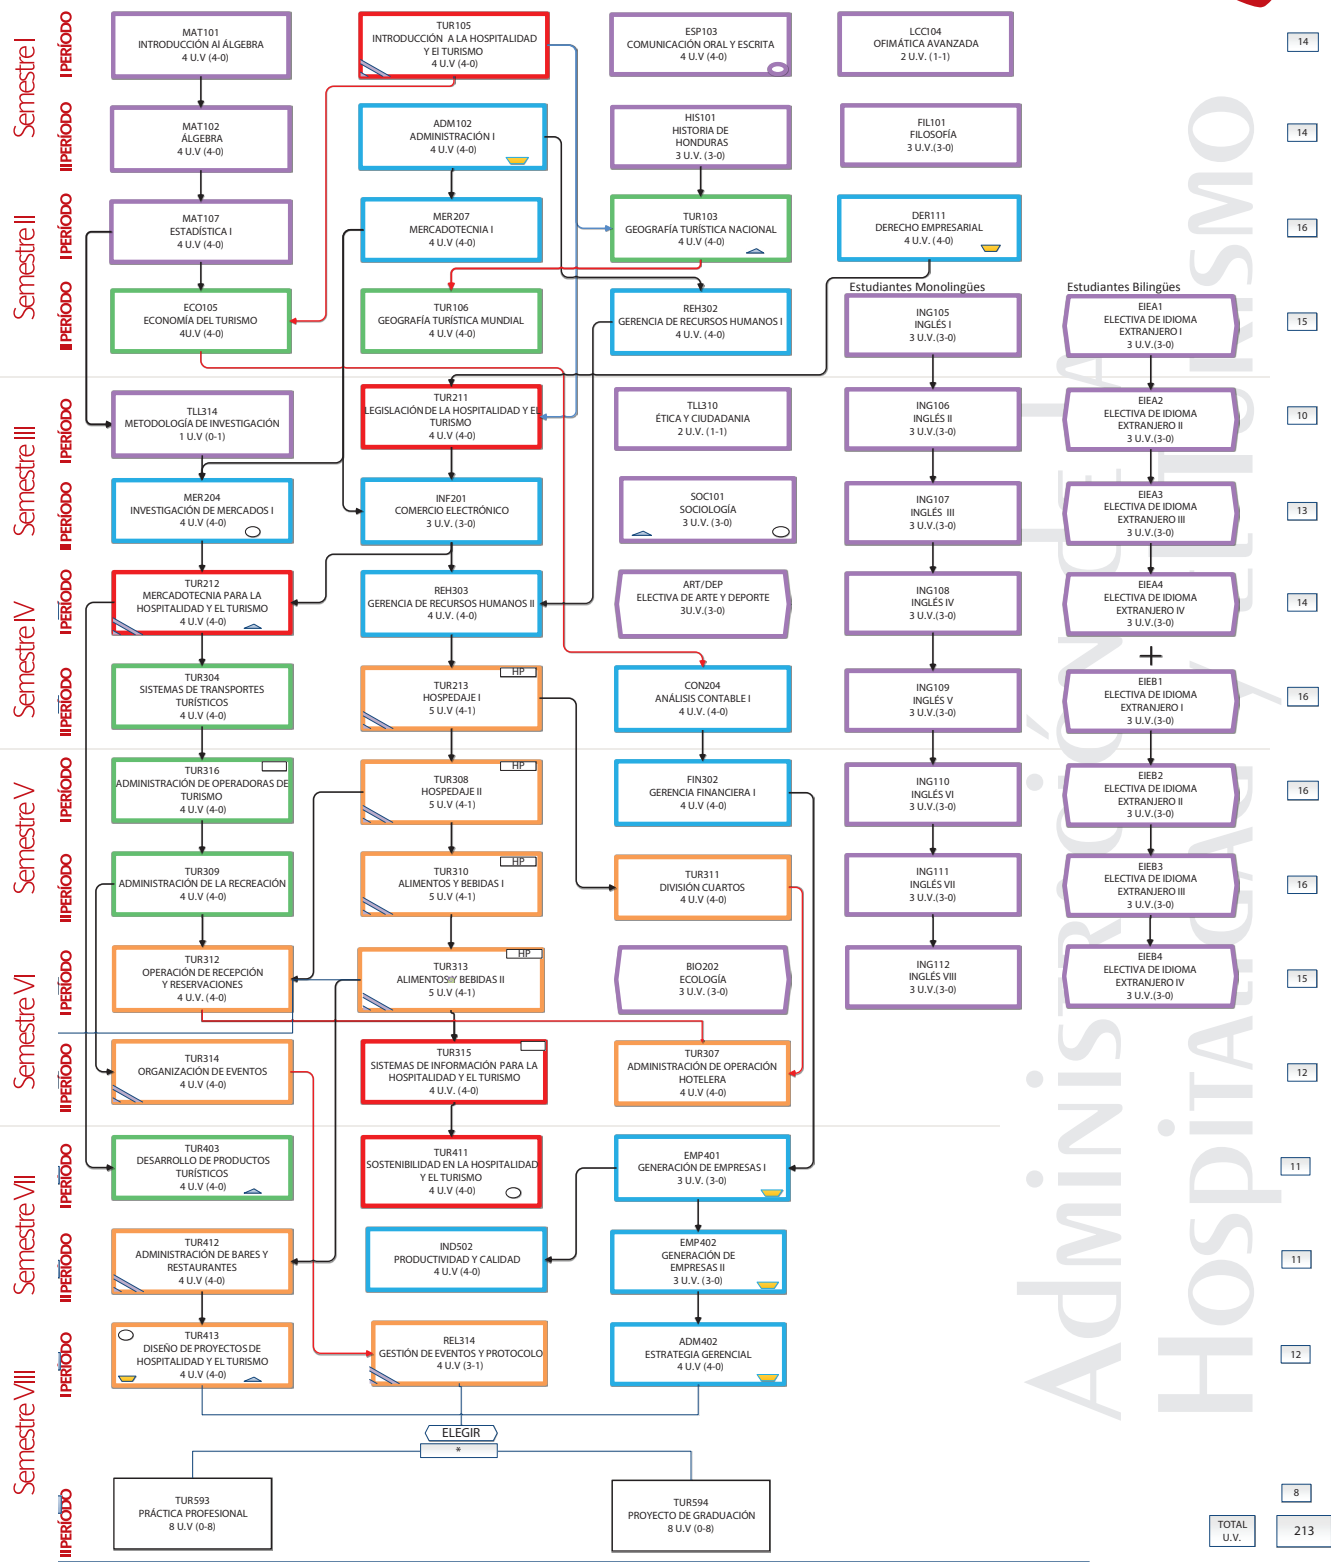 Semestre I
I PERÍODO
MAT101
INTRODUCCIÓN Al ÁLGEBRA
4 U.V (4-0)
TUR105
INTRODUCCIÓN A LA HOSPITALIDAD
Y El TURISMO
4 U.V (4-0)
ESP103
COMUNICACIÓN ORAL Y ESCRITA
4 U.V (4-0)
LCC104
OFIMÁTICA AVANZADA
2 U.V. (1-1)
14
II PERÍODO
MAT102
ÁLGEBRA
4 U.V (4-0)
ADM102
ADMINISTRACIÓN I
4 U.V (4-0)
HIS101
HISTORIA DE
HONDURAS
3 U.V. (3-0)
FIL101
FILOSOFÍA
3 U.V.(3-0)
14
Semestre II
I PERÍODO
MAT107
ESTADÍSTICA I
4 U.V (4-0)
MER207
MERCADOTECNIA I
4 U.V (4-0)
TUR103
GEOGRAFÍA TURÍSTICA NACIONAL
4 U.V (4-0)
DER111
DERECHO EMPRESARIAL
4 U.V. (4-0)
16
II PERÍODO
ECO105
ECONOMÍA DEL TURISMO
4U.V (4-0)
TUR106
GEOGRAFÍA TURÍSTICA MUNDIAL
4 U.V (4-0)
REH302
GERENCIA DE RECURSOS HUMANOS I
4 U.V. (4-0)
Estudiantes Monolingües
ING105
INGLÉS I
3 U.V.(3-0)
Estudiantes Bilingües
EIEA1
ELECTIVA DE IDIOMA
EXTRANJERO I
3 U.V.(3-0)
15
Semestre III
I PERÍODO
TLL314
METODOLOGÍA DE INVESTIGACIÓN
1 U.V (0-1)
TUR211
LEGISLACIÓN DE LA HOSPITALIDAD Y EL
TURISMO
4 U.V (4-0)
TLL310
ÉTICA Y CIUDADANIA
2 U.V. (1-1)
ING106
INGLÉS II
3 U.V.(3-0)
EIEA2
ELECTIVA DE IDIOMA
EXTRANJERO II
3 U.V.(3-0)
10
II PERÍODO
MER204
INVESTIGACIÓN DE MERCADOS I
4 U.V (4-0)
INF201
COMERCIO ELECTRÓNICO
3 U.V. (3-0)
SOC101
SOCIOLOGÍA
3 U.V. (3-0)
ING107
INGLÉS III
3 U.V.(3-0)
EIEA3
ELECTIVA DE IDIOMA
EXTRANJERO III
3 U.V.(3-0)
13
Semestre IV
I PERÍODO
TUR212
MERCADOTECNIA PARA LA
HOSPITALIDAD Y EL TURISMO
4 U.V (4-0)
REH303
GERENCIA DE RECURSOS HUMANOS II
4 U.V. (4-0)
ART/DEP
ELECTIVA DE ARTE Y DEPORTE
3U.V.(3-0)
ING108
INGLÉS IV
3 U.V.(3-0)
EIEA4
ELECTIVA DE IDIOMA
EXTRANJERO IV
3 U.V.(3-0)
+
14
II PERÍODO
TUR304
SISTEMAS DE TRANSPORTES
TURÍSTICOS
4 U.V (4-0)
HP
TUR213
HOSPEDAJE I
5 U.V (4-1)
CON204
ANÁLISIS CONTABLE I
4 U.V. (4-0)
ING109
INGLÉS V
3 U.V.(3-0)
EIEB1
ELECTIVA DE IDIOMA
EXTRANJERO I
3 U.V.(3-0)
16
Semestre V
I PERÍODO
TUR316
ADMINISTRACIÓN DE OPERADORAS DE
TURISMO
4 U.V (4-0)
HP
TUR308
HOSPEDAJE II
5 U.V (4-1)
FIN302
GERENCIA FINANCIERA I
4 U.V (4-0)
ING110
INGLÉS VI
3 U.V.(3-0)
EIEB2
ELECTIVA DE IDIOMA
EXTRANJERO II
3 U.V.(3-0)
16
II PERÍODO
TUR309
ADMINISTRACIÓN DE LA RECREACIÓN
4 U.V (4-0)
HP
TUR310
ALIMENTOS Y BEBIDAS I
5 U.V (4-1)
TUR311
DIVISIÓN CUARTOS
4 U.V (4-0)
ING111
INGLÉS VII
3 U.V.(3-0)
EIEB3
ELECTIVA DE IDIOMA
EXTRANJERO III
3 U.V.(3-0)
16
Semestre VI
I PERÍODO
TUR312
OPERACIÓN DE RECEPCIÓN
Y RESERVACIONES
4 U.V. (4-0)
HP
TUR313
ALIMENTOS Y BEBIDAS II
5 U.V (4-1)
BIO202
ECOLOGÍA
3 U.V. (3-0)
ING112
INGLÉS VIII
3 U.V.(3-0)
EIEB4
ELECTIVA DE IDIOMA
EXTRANJERO IV
3 U.V.(3-0)
15
II PERÍODO
TUR314
ORGANIZACIÓN DE EVENTOS
4 U.V (4-0)
TUR315
SISTEMAS DE INFORMACIÓN PARA LA
HOSPITALIDAD Y EL TURISMO
4 U.V. (4-0)
TUR307
ADMINISTRACIÓN DE OPERACIÓN
HOTELERA
4 U.V (4-0)
12
Semestre VII
I PERÍODO
TUR403
DESARROLLO DE PRODUCTOS
TURÍSTICOS
4 U.V (4-0)
TUR411
SOSTENIBILIDAD EN LA HOSPITALIDAD
Y EL TURISMO
4 U.V (4-0)
EMP401
GENERACIÓN DE EMPRESAS I
3 U.V. (3-0)
11
II PERÍODO
TUR412
ADMINISTRACIÓN DE BARES Y
RESTAURANTES
4 U.V (4-0)
IND502
PRODUCTIVIDAD Y CALIDAD
4 U.V (4-0)
EMP402
GENERACIÓN DE
EMPRESAS II
3 U.V. (3-0)
11
Semestre VIII
I PERÍODO
TUR413
DISEÑO DE PROYECTOS DE
HOSPITALIDAD Y EL TURISMO
4 U.V (4-0)
REL314
GESTIÓN DE EVENTOS Y PROTOCOLO
4 U.V (3-1)
ADM402
ESTRATEGIA GERENCIAL
4 U.V (4-0)
12
ELEGIR
*
II PERÍODO
TUR593
PRÁCTICA PROFESIONAL
8 U.V (0-8)
TUR594
PROYECTO DE GRADUACIÓN
8 U.V (0-8)
8
TOTAL
U.V.
213
Administración de la
Hospitalidad y el Turismo